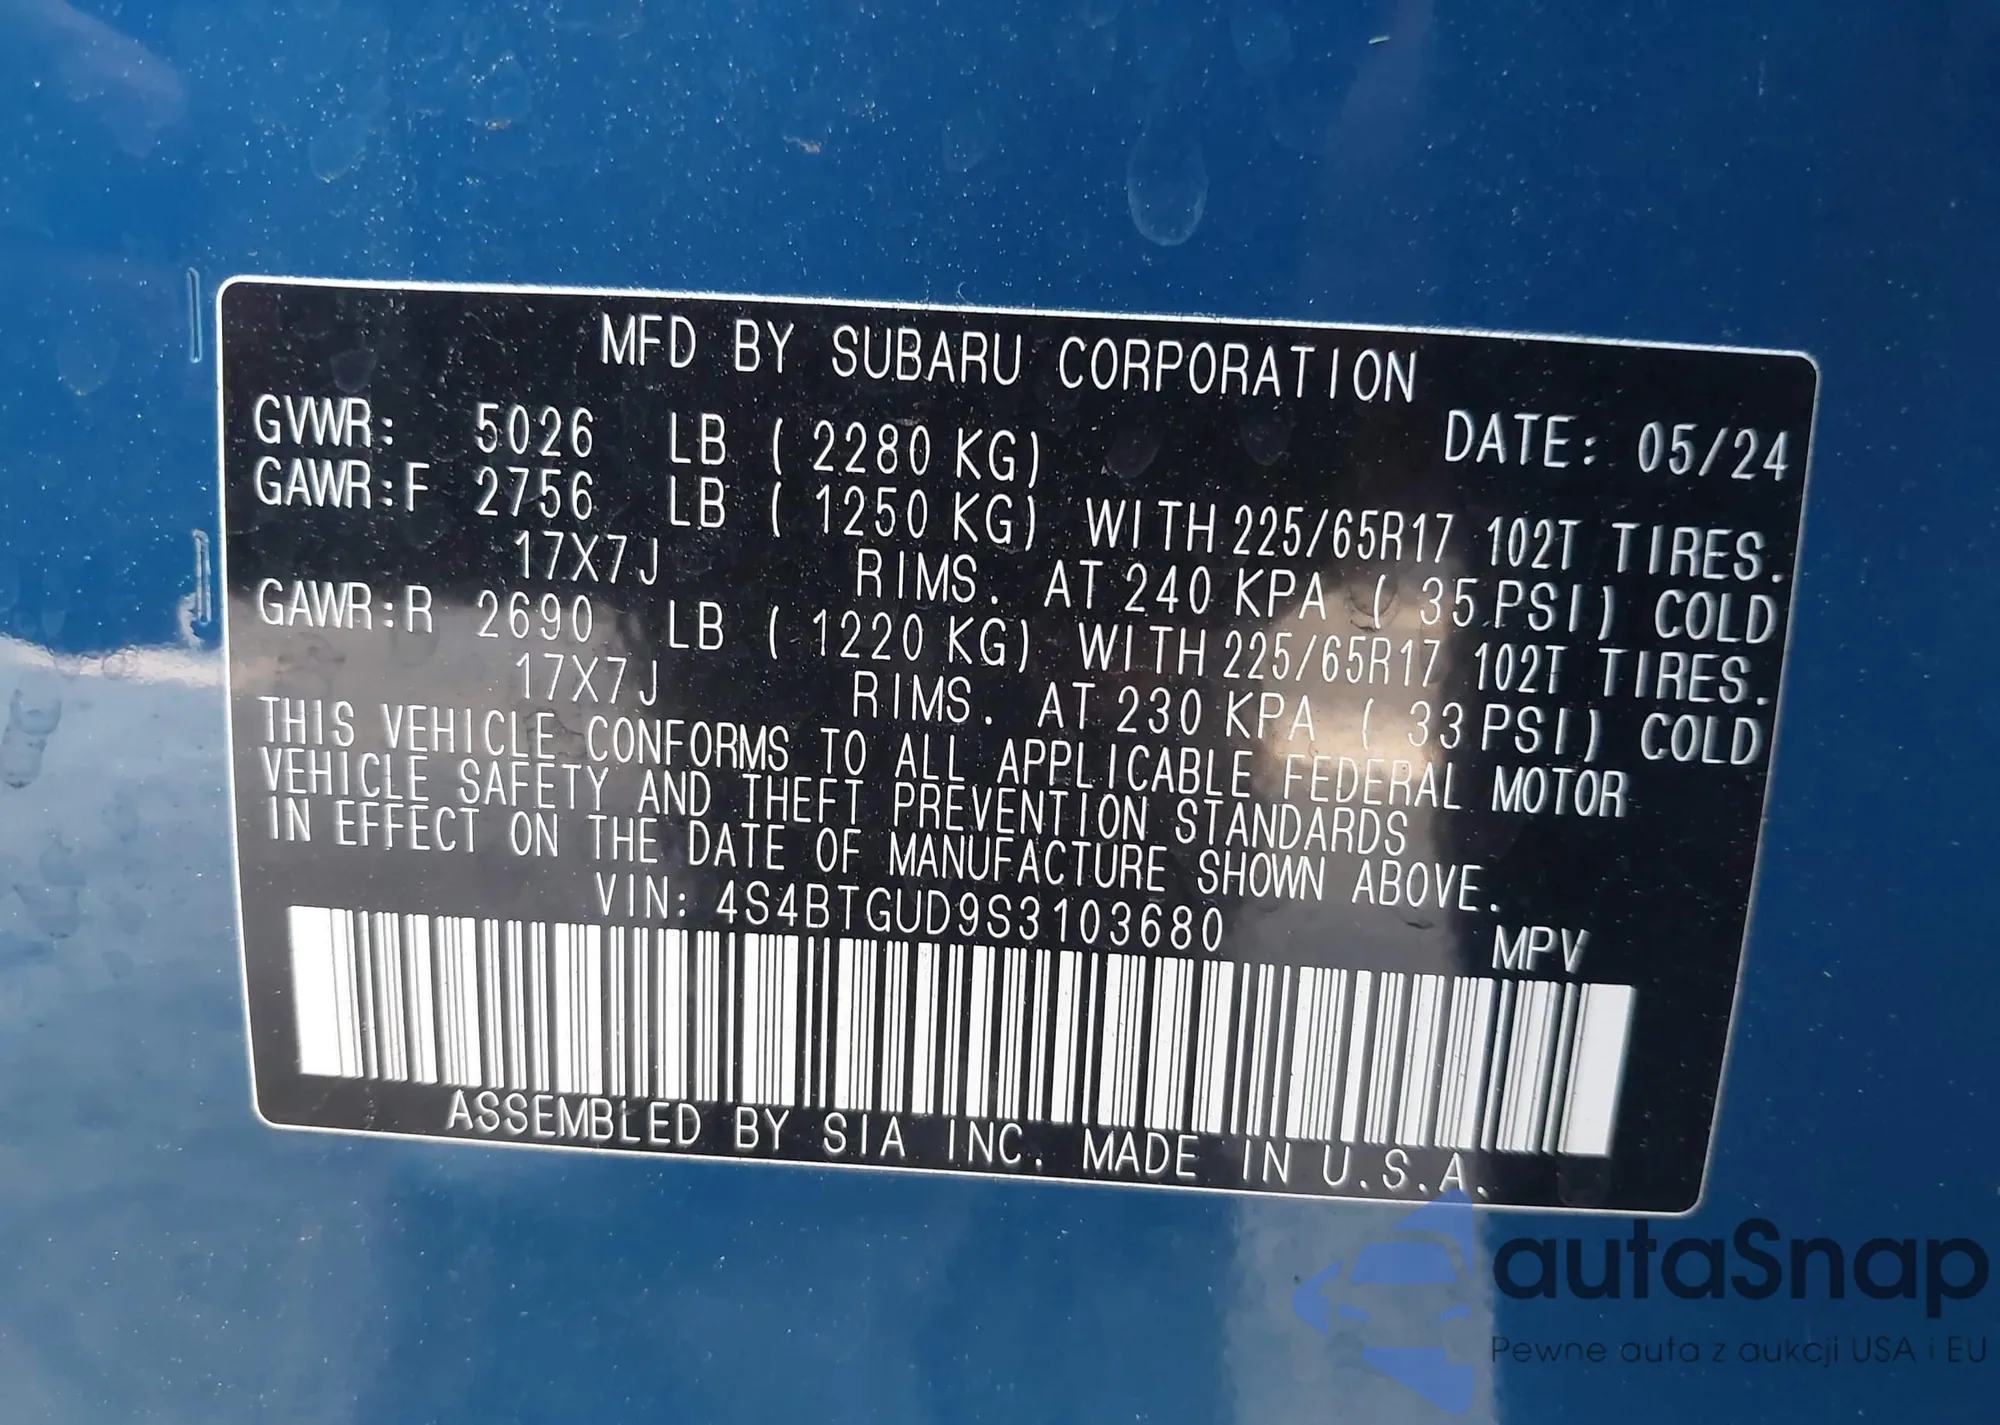 MFD BY SUBARU CORPORATION
GVWR: 5026 LB ( 2280 KG) DATE: 05/24
GAWR:F 2756 LB ( 1250 KG) WITH 225/65R17 102T TIRES.
17X7J RIMS. AT 240 KPA ( 35 PSI) COLD
GAWR:R 2690 LB ( 1220 KG) WITH 225/65R17 102T TIRES.
17X7J RIMS. AT 230 KPA ( 33 PSI) COLD
THIS VEHICLE CONFORMS TO ALL APPLICABLE FEDERAL MOTOR
VEHICLE SAFETY AND THEFT PREVENTION STANDARDS
IN EFFECT ON THE DATE OF MANUFACTURE SHOWN ABOVE.
VIN: 4S4BTGUD9S3103680 MPV
ASSEMBLED BY SIA INC. MADE IN U.S.A.
autaSnap
Pewne auta z aukcji USA i EU